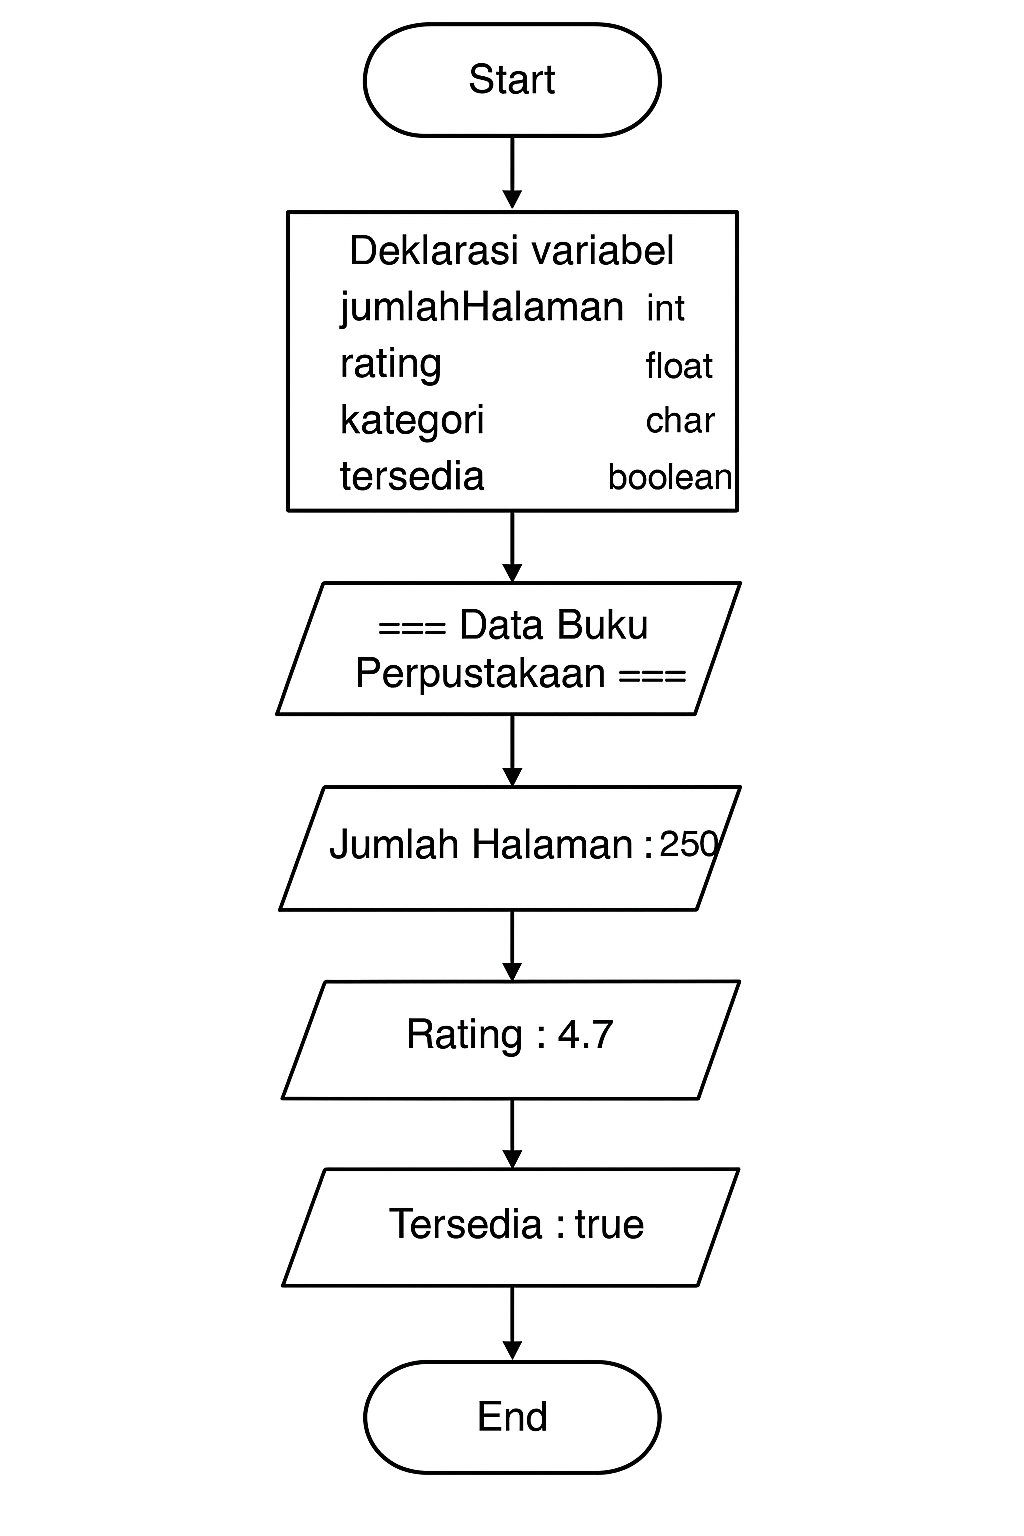 Start
Deklarasi variabel
jumlahHalaman int
rating float
kategori char
tersedia boolean
=== Data Buku
Perpustakaan ===
Jumlah Halaman : 250
Rating : 4.7
Tersedia : true
End